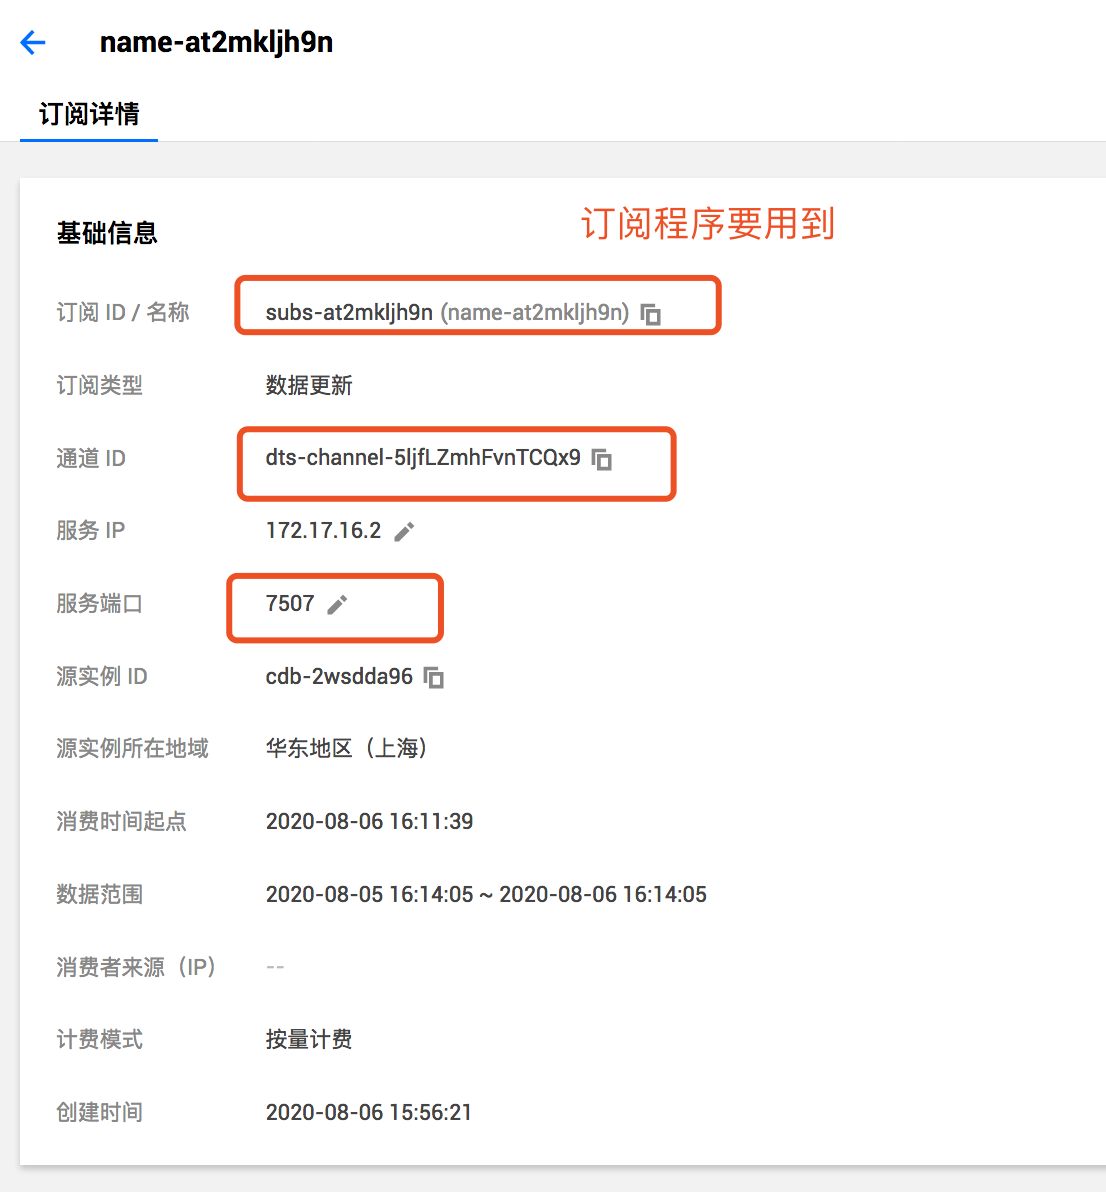 name-at2mkljh9n
订阅详情
基础信息
订阅程序要用到
订阅 ID / 名称 subs-at2mkljh9n (name-at2mkljh9n)
订阅类型 数据更新
通道 ID dts-channel-5ljfLZmhFvnTCQx9
服务 IP 172.17.16.2
服务端口 7507
源实例 ID cdb-2wsdda96
源实例所在地域 华东地区（上海）
消费时间起点 2020-08-06 16:11:39
数据范围 2020-08-05 16:14:05 ~ 2020-08-06 16:14:05
消费者来源（IP） --
计费模式 按量计费
创建时间 2020-08-06 15:56:21